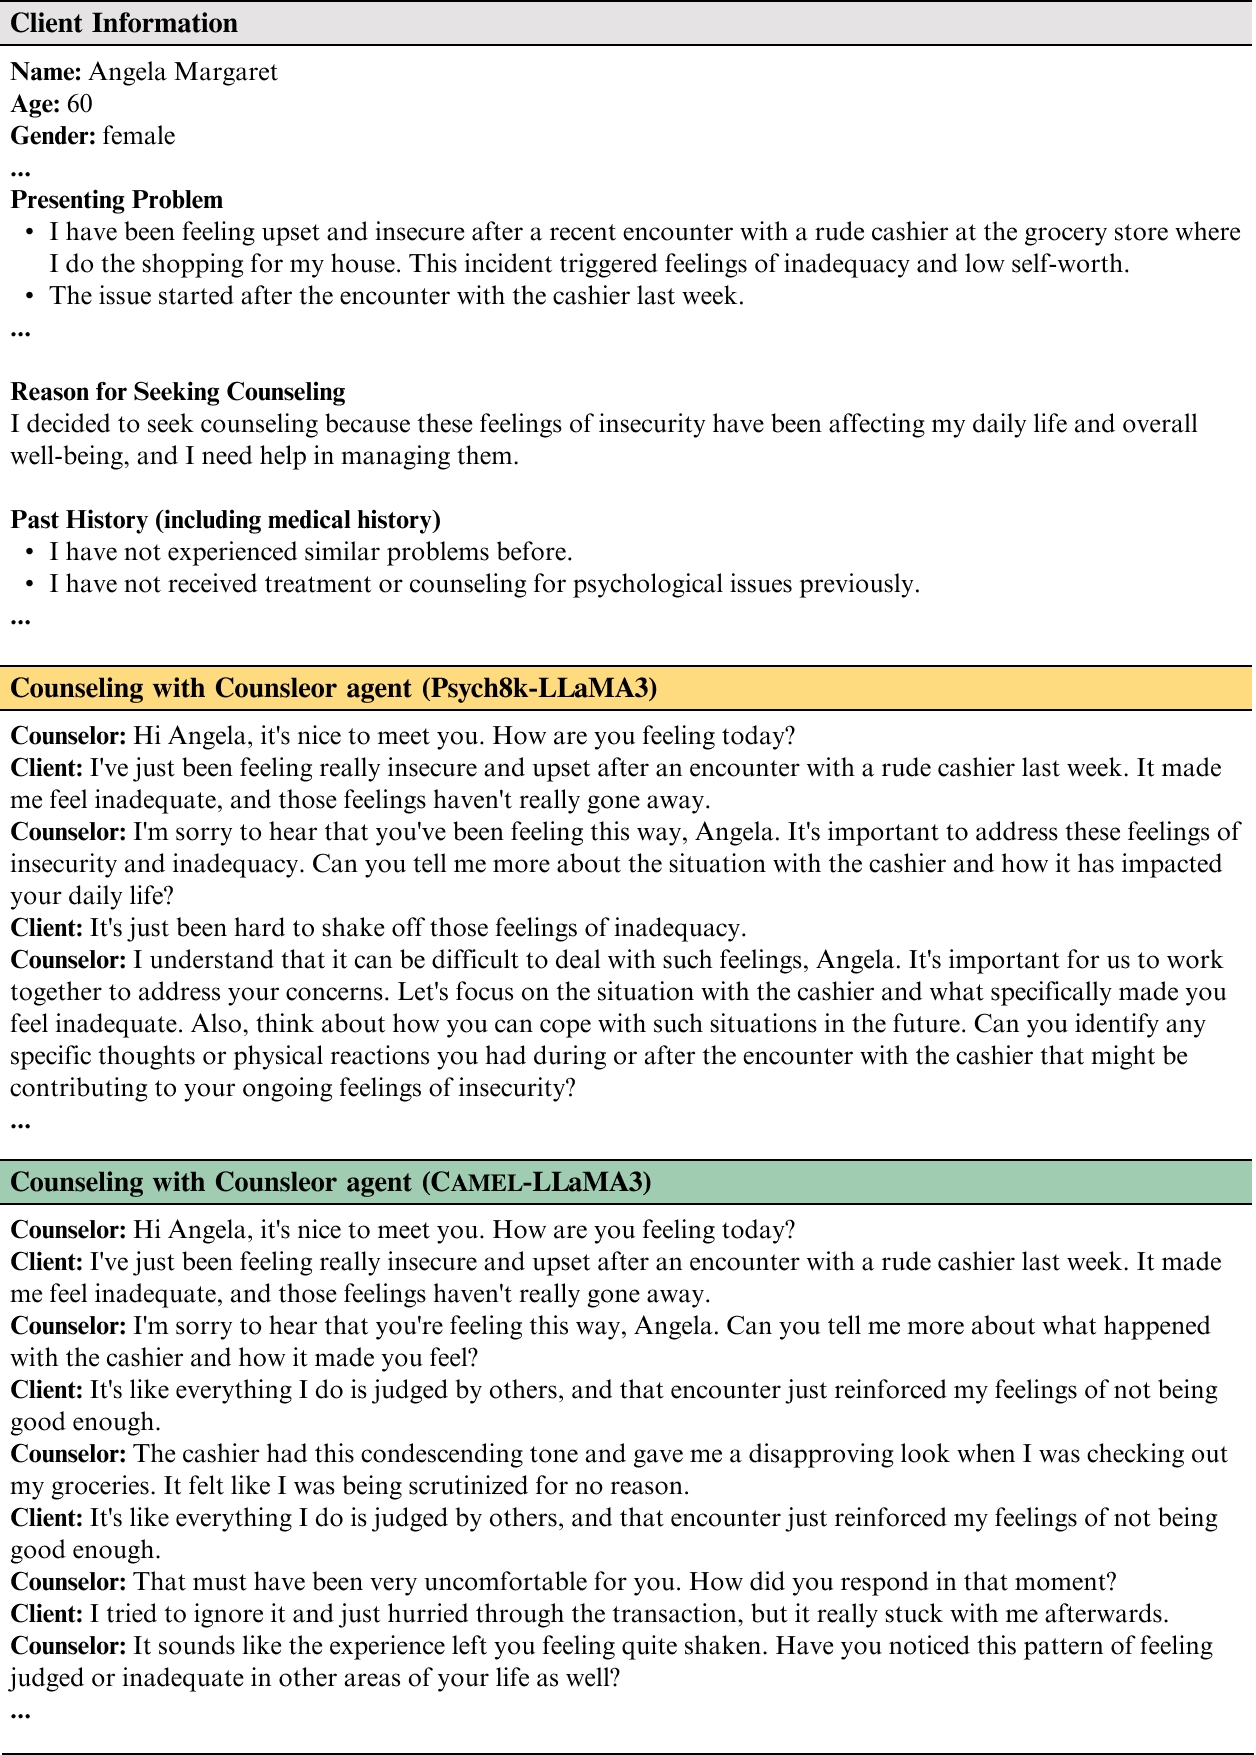 Client Information
Name: Angela Margaret
Age: 60
Gender: female
...
Presenting Problem
• I have been feeling upset and insecure after a recent encounter with a rude cashier at the grocery store where
I do the shopping for my house. This incident triggered feelings of inadequacy and low self-worth.
• The issue started after the encounter with the cashier last week.
...
Reason for Seeking Counseling
I decided to seek counseling because these feelings of insecurity have been affecting my daily life and overall
well-being, and I need help in managing them.
Past History (including medical history)
• I have not experienced similar problems before.
• I have not received treatment or counseling for psychological issues previously.
...
Counseling with Counsleor agent (Psych8k-LLaMA3)
Counselor: Hi Angela, it's nice to meet you. How are you feeling today?
Client: I've just been feeling really insecure and upset after an encounter with a rude cashier last week. It made
me feel inadequate, and those feelings haven't really gone away.
Counselor: I'm sorry to hear that you've been feeling this way, Angela. It's important to address these feelings of
insecurity and inadequacy. Can you tell me more about the situation with the cashier and how it has impacted
your daily life?
Client: It's just been hard to shake off those feelings of inadequacy.
Counselor: I understand that it can be difficult to deal with such feelings, Angela. It's important for us to work
together to address your concerns. Let's focus on the situation with the cashier and what specifically made you
feel inadequate. Also, think about how you can cope with such situations in the future. Can you identify any
specific thoughts or physical reactions you had during or after the encounter with the cashier that might be
contributing to your ongoing feelings of insecurity?
...
Counseling with Counsleor agent (CAMEL-LLaMA3)
Counselor: Hi Angela, it's nice to meet you. How are you feeling today?
Client: I've just been feeling really insecure and upset after an encounter with a rude cashier last week. It made
me feel inadequate, and those feelings haven't really gone away.
Counselor: I'm sorry to hear that you're feeling this way, Angela. Can you tell me more about what happened
with the cashier and how it made you feel?
Client: It's like everything I do is judged by others, and that encounter just reinforced my feelings of not being
good enough.
Counselor: The cashier had this condescending tone and gave me a disapproving look when I was checking out
my groceries. It felt like I was being scrutinized for no reason.
Client: It's like everything I do is judged by others, and that encounter just reinforced my feelings of not being
good enough.
Counselor: That must have been very uncomfortable for you. How did you respond in that moment?
Client: I tried to ignore it and just hurried through the transaction, but it really stuck with me afterwards.
Counselor: It sounds like the experience left you feeling quite shaken. Have you noticed this pattern of feeling
judged or inadequate in other areas of your life as well?
...